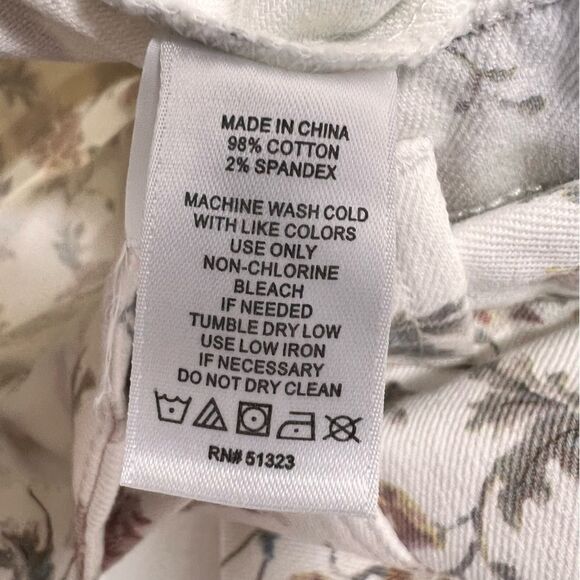 MADE IN CHINA
98% COTTON
2% SPANDEX
MACHINE WASH COLD
WITH LIKE COLORS
USE ONLY
NON-CHLORINE
BLEACH
IF NEEDED
TUMBLE DRY LOW
USE LOW IRON
IF NECESSARY
DO NOT DRY CLEAN
RN# 51323